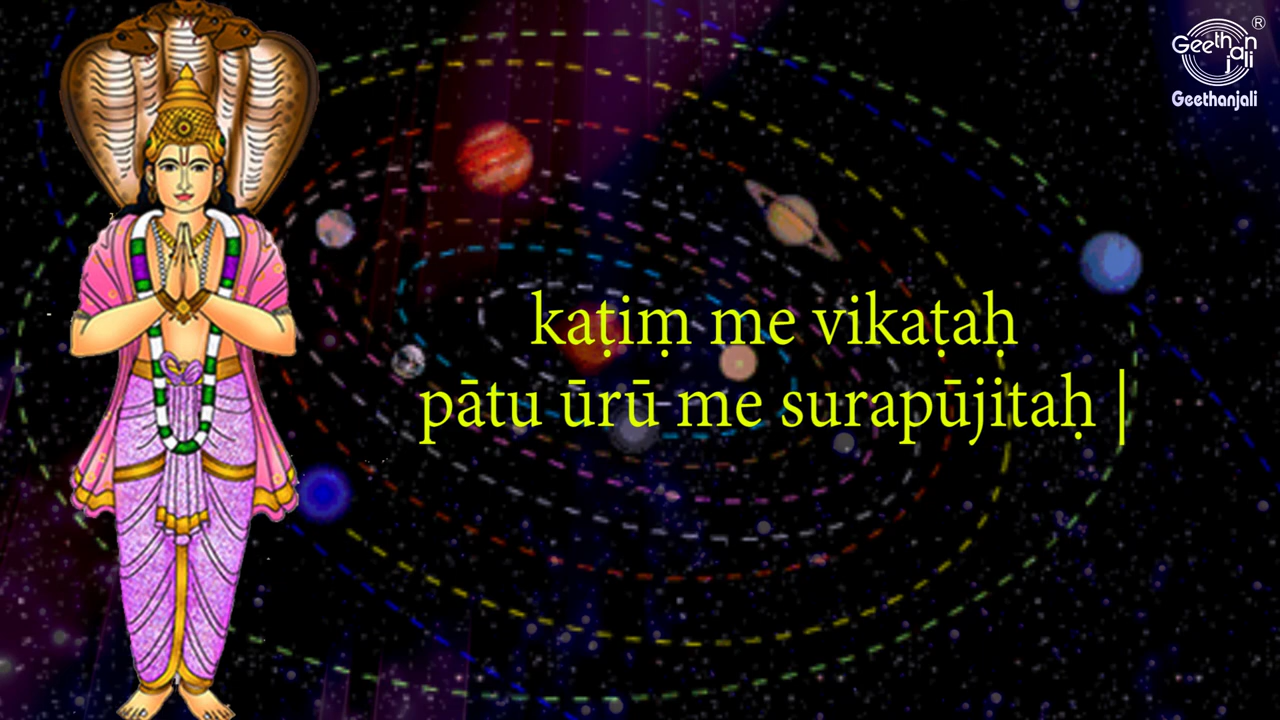 Geethanjali ®
Geethanjali
kaṭiṃ me vikaṭaḥ
pātu ūrū me surapūjitaḥ |